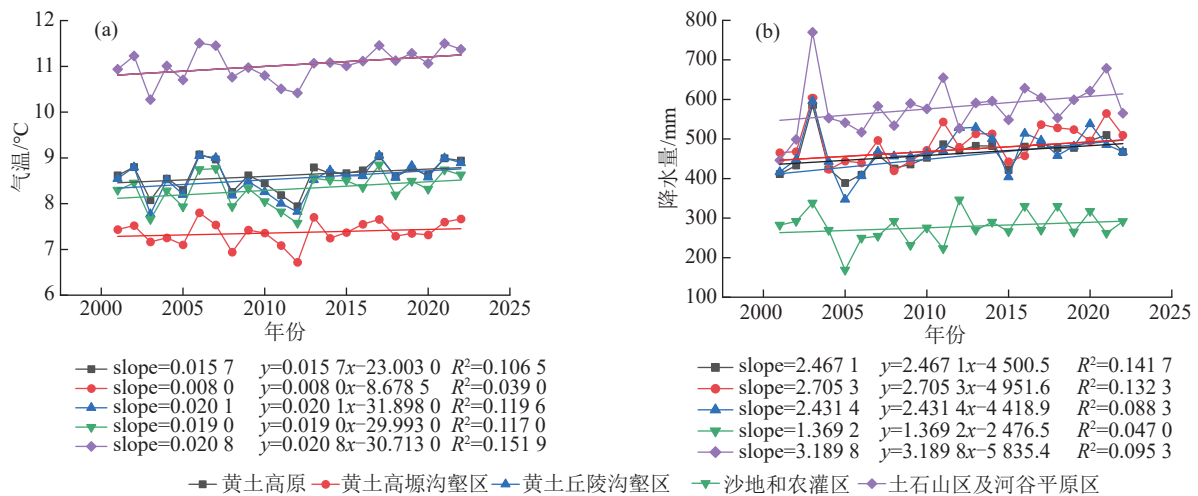 (a)
气温/℃
12
11
10
9
8
7
6
2000 2005 2010 2015 2020 2025
年份
slope=0.015 7 y=0.015 7x−23.003 0 R²=0.106 5
slope=0.008 0 y=0.008 0x−8.678 5 R²=0.039 0
slope=0.020 1 y=0.020 1x−31.898 0 R²=0.119 6
slope=0.019 0 y=0.019 0x−29.993 0 R²=0.117 0
slope=0.020 8 y=0.020 8x−30.713 0 R²=0.151 9
(b)
降水量/mm
800
700
600
500
400
300
200
100
2000 2005 2010 2015 2020 2025
年份
slope=2.467 1 y=2.467 1x−4 500.5 R²=0.141 7
slope=2.705 3 y=2.705 3x−4 951.6 R²=0.132 3
slope=2.431 4 y=2.431 4x−4 418.9 R²=0.088 3
slope=1.369 2 y=1.369 2x−2 476.5 R²=0.047 0
slope=3.189 8 y=3.189 8x−5 835.4 R²=0.095 3
黄土高原 黄土高塬沟壑区 黄土丘陵沟壑区 沙地和农灌区 土石山区及河谷平原区